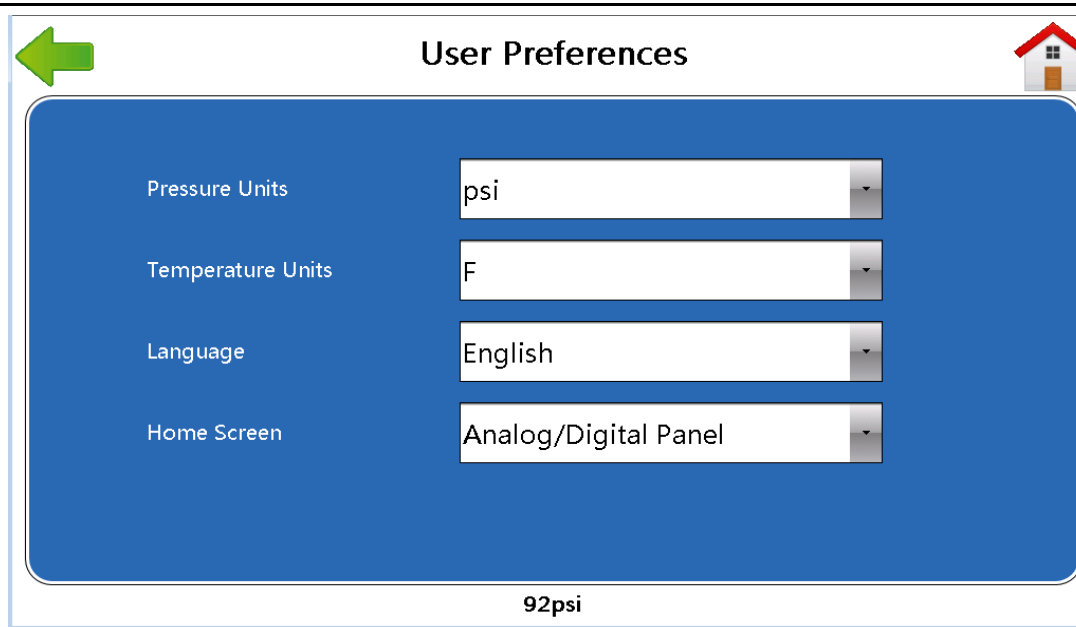 User Preferences
Pressure Units psi
Temperature Units F
Language English
Home Screen Analog/Digital Panel
92psi